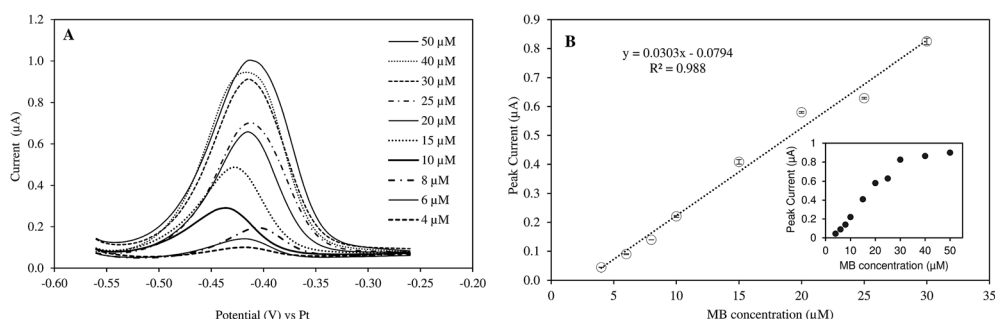 A
1.2
1.0
0.8
0.6
0.4
0.2
0.0
Current (µA)
-0.60 -0.55 -0.50 -0.45 -0.40 -0.35 -0.30 -0.25 -0.20
Potential (V) vs Pt
50 µM
40 µM
30 µM
25 µM
20 µM
15 µM
10 µM
8 µM
6 µM
4 µM
B
y = 0.0303x - 0.0794
R² = 0.988
0.9
0.8
0.7
0.6
0.5
0.4
0.3
0.2
0.1
0.0
Peak Current (µA)
0 5 10 15 20 25 30 35
MB concentration (µM)
1
0.8
0.6
0.4
0.2
0
Peak Current (µA)
0 10 20 30 40 50
MB concentration (µM)